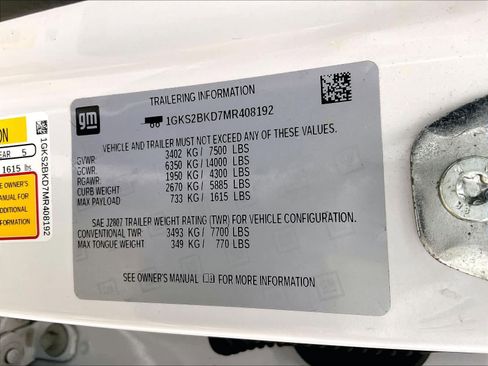 TRAILERING INFORMATION
gm
1GKS2BKD7MR408192
VEHICLE AND TRAILER MUST NOT EXCEED ANY OF THESE VALUES.
GVWR: 3402 KG / 7500 LBS
GCWR: 6350 KG / 14000 LBS
RGAWR: 1950 KG / 4300 LBS
CURB WEIGHT 2670 KG / 5885 LBS
MAX PAYLOAD 733 KG / 1615 LBS
SAE J2807 TRAILER WEIGHT RATING (TWR) FOR VEHICLE CONFIGURATION.
CONVENTIONAL TWR: 3493 KG / 7700 LBS
MAX TONGUE WEIGHT: 349 KG / 770 LBS
SEE OWNER'S MANUAL FOR MORE INFORMATION
ON
EAR 5
1615 lbs
E OWNER'S
NUAL FOR
DDITIONAL
ORMATION
1GKS2BKD7MR408192